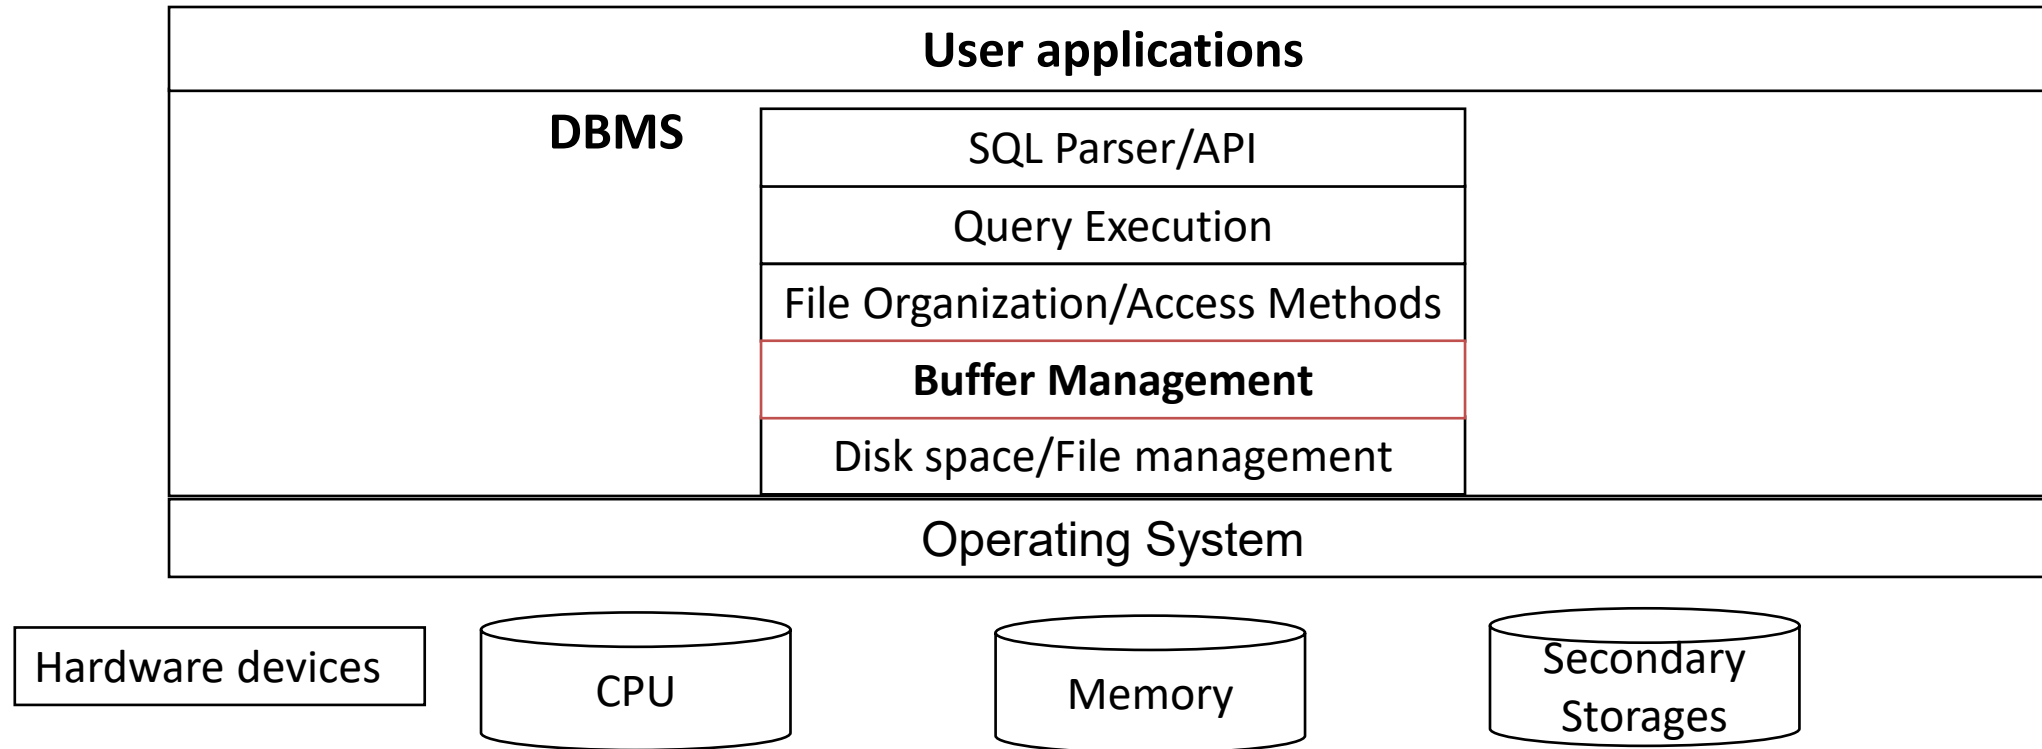 User applications
DBMS
SQL Parser/API
Query Execution
File Organization/Access Methods
Buffer Management
Disk space/File management
Operating System
Hardware devices
CPU
Memory
Secondary
Storages